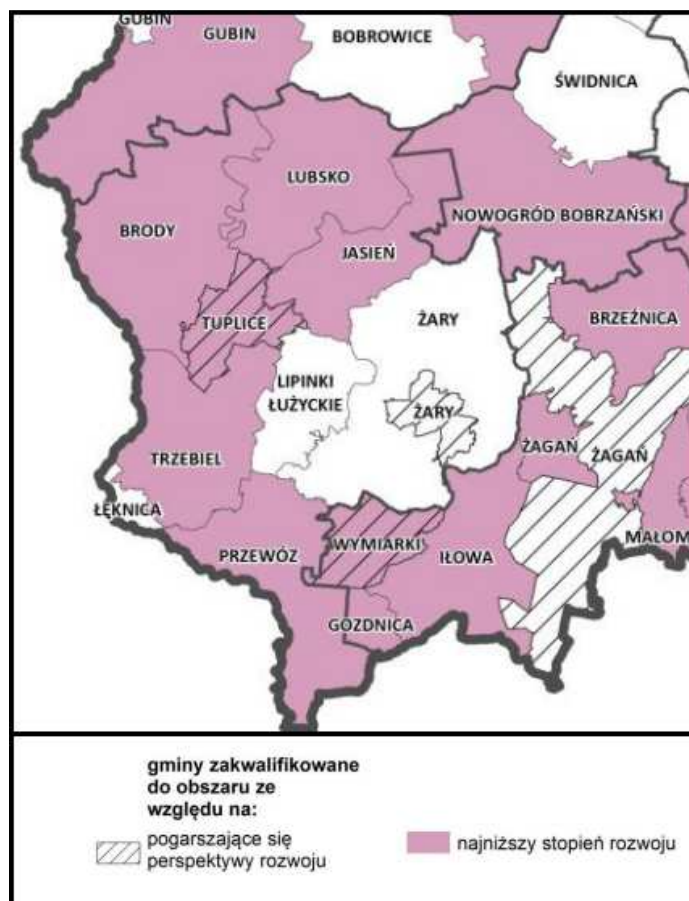 GUBIN
GUBIN
BOBROWICE
ŚWIDNICA
LUBSKO
NOWOGRÓD BOBRZAŃSKI
BRODY
JASIEŃ
TUPLICE
ŻARY
BRZEŹNICA
LIPINKI
ŁUŻYCKIE
ŻARY
TRZEBIEL
ŻAGAŃ
ŻAGAŃ
ŁĘKNICA
PRZEWÓZ
WYMIARKI
IŁOWA
MAŁOM
GOZDNICA
gminy zakwalifikowane
do obszaru ze
względu na:
pogarszające się
perspektywy rozwoju
najniższy stopień rozwoju